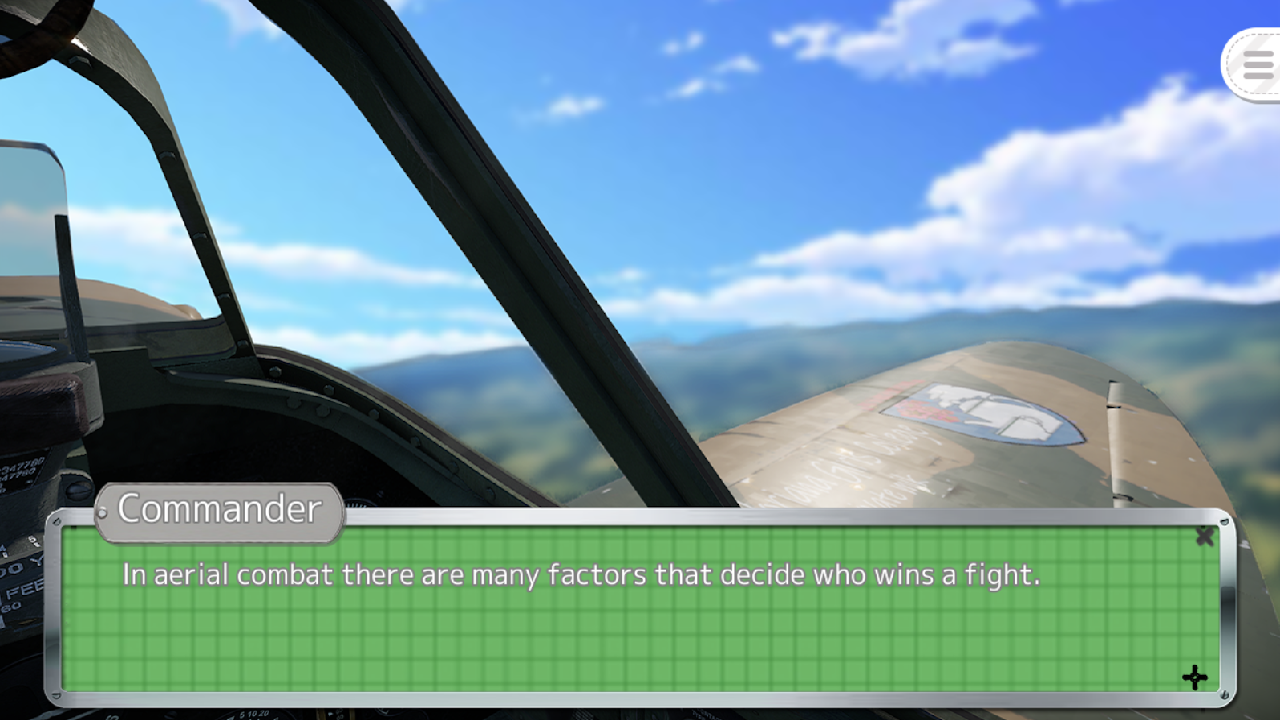 Commander
In aerial combat there are many factors that decide who wins a fight.